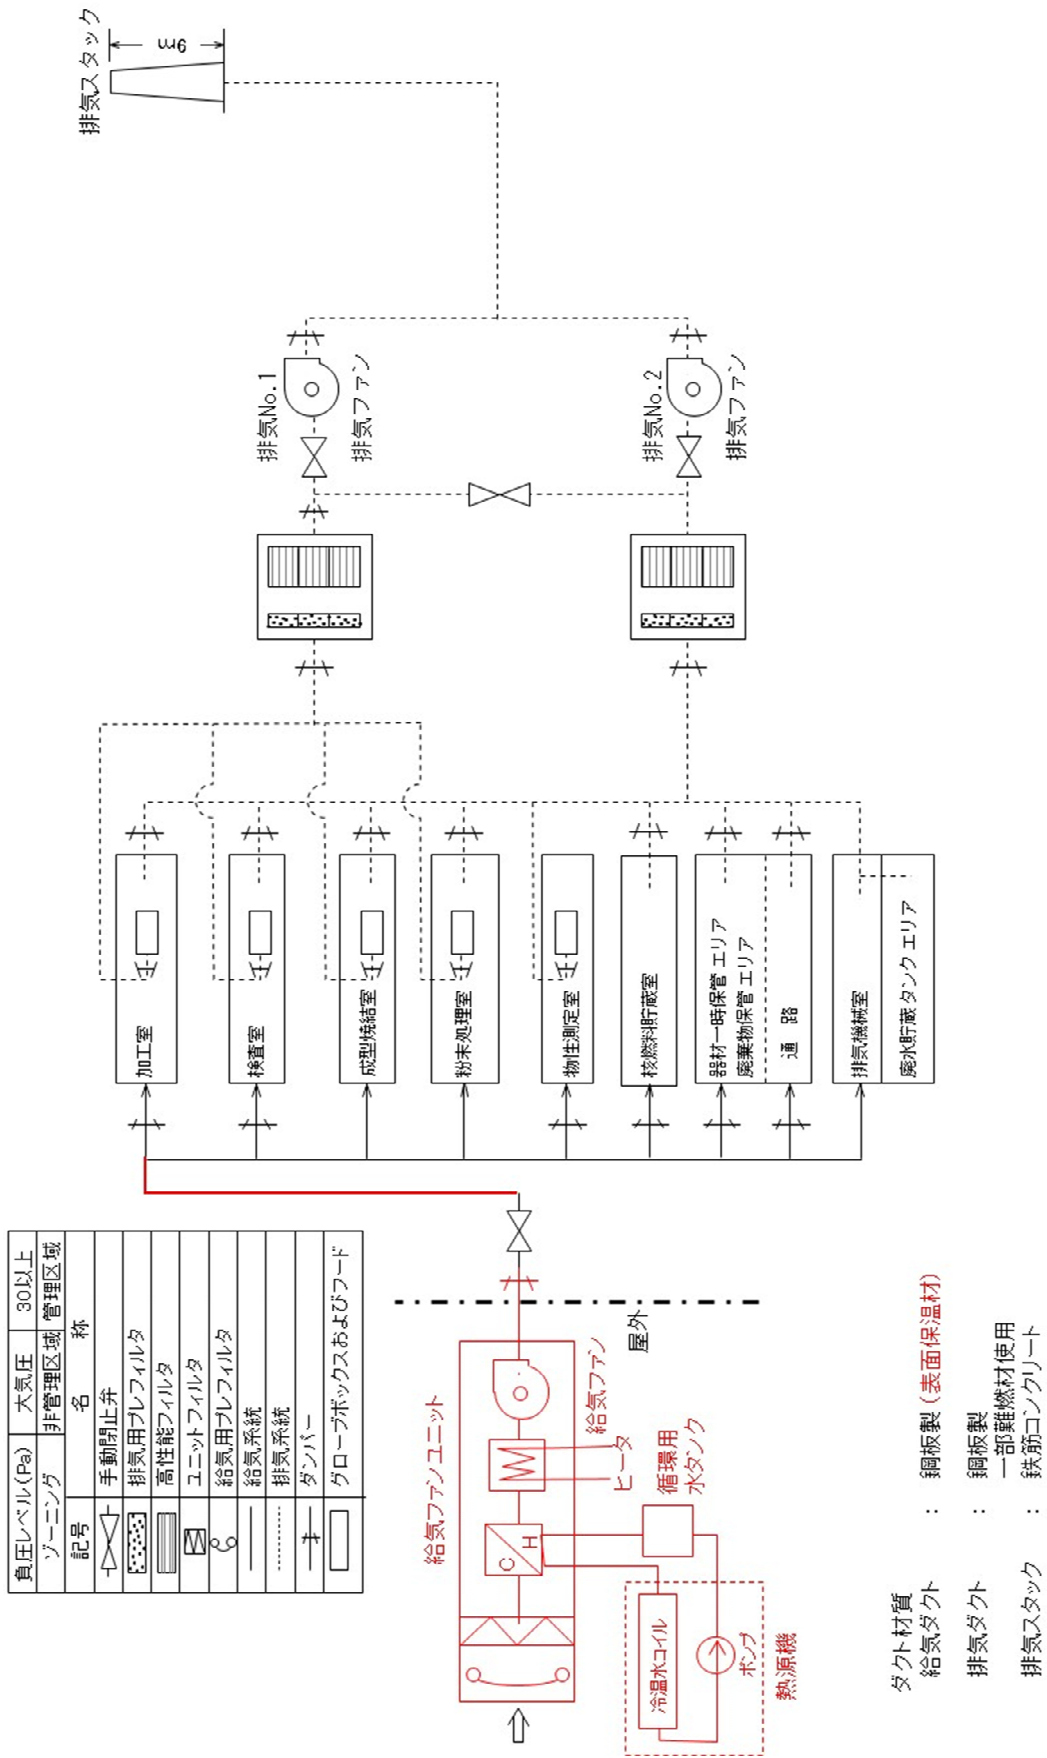 排気スタック
9m
排気No.1
排気ファン
排気No.2
排気ファン
加工室
検査室
成型焼結室
粉末処理室
物性測定室
核燃料貯蔵室
器材一時保管エリア
廃棄物保管エリア
通 路
排気機械室
廃水貯蔵タンクエリア
負圧レベル(Pa) 大気圧 30以上
ゾーニング 非管理区域 管理区域
記号 名 称
手動閉止弁
排気用プレフィルタ
高性能フィルタ
ユニットフィルタ
給気用プレフィルタ
給気系統
排気系統
ダンパー
グローブボックスおよびフード
給気ファンユニット
給気ファン
屋外
ヒータ
C
H
循環用
水タンク
冷温水コイル
ポンプ
熱源機
ダクト材質
給気ダクト : 鋼板製(表面保温材)
排気ダクト : 鋼板製
一部難燃材使用
排気スタック : 鉄筋コンクリート